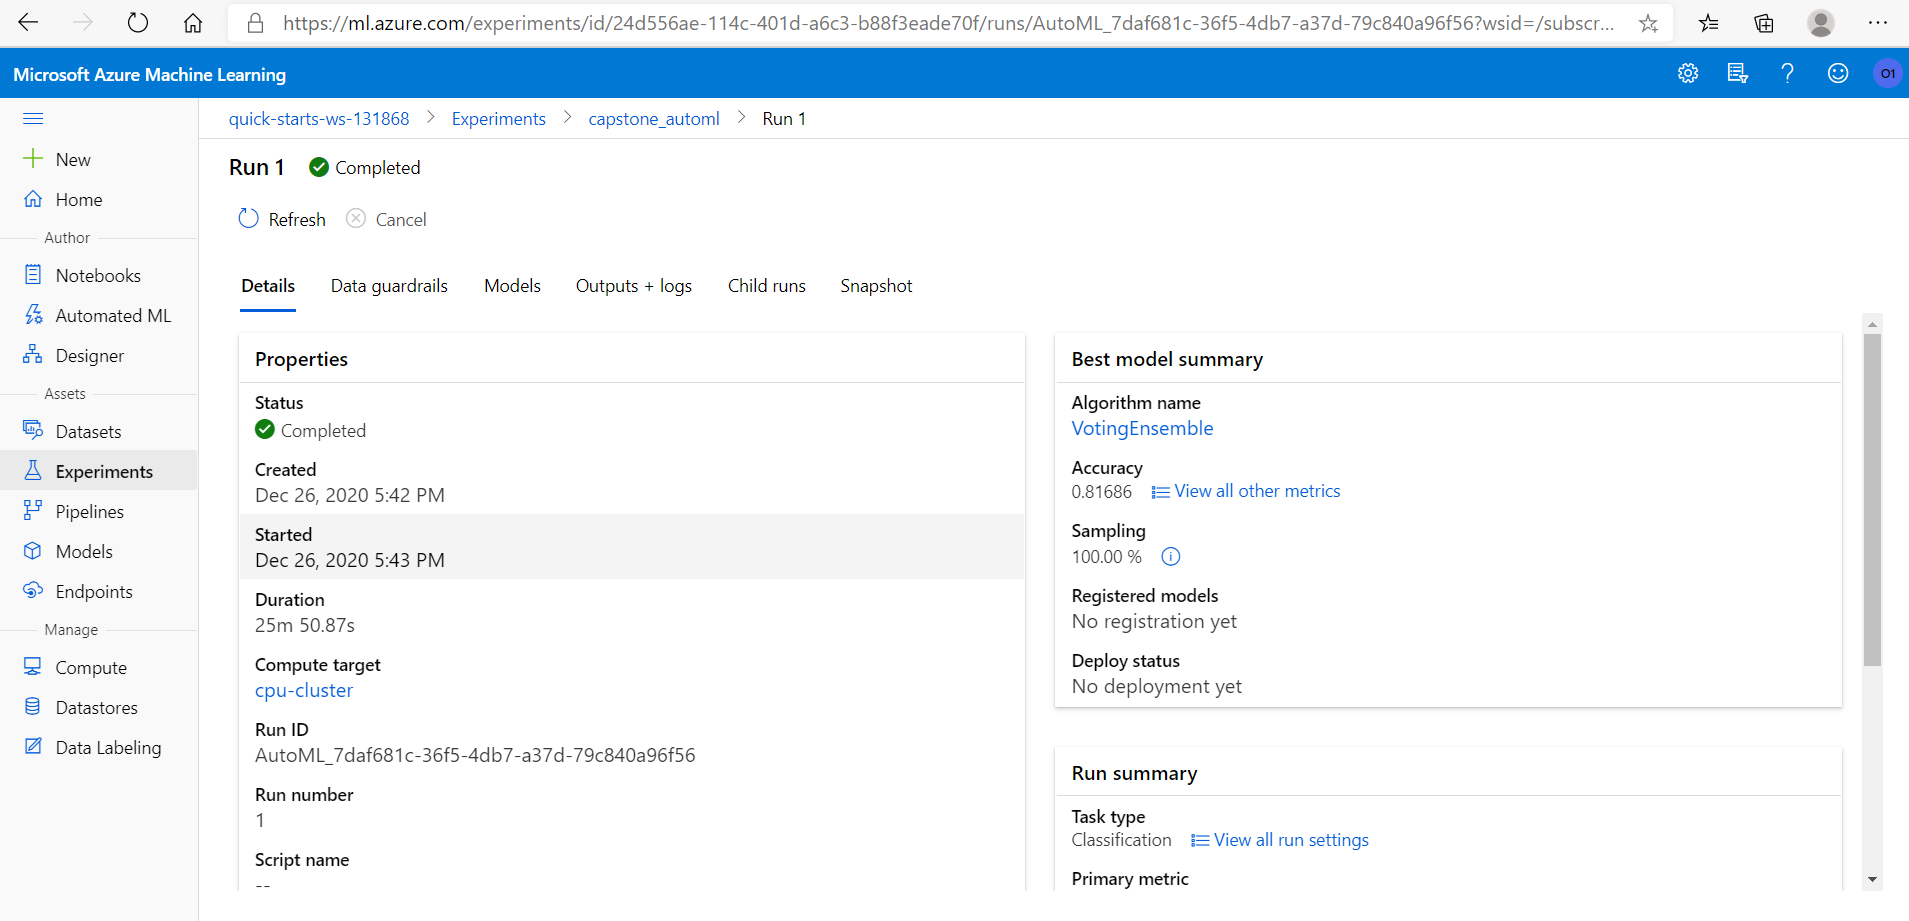 https://ml.azure.com/experiments/id/24d556ae-114c-401d-a6c3-b88f3eade70f/runs/AutoML_7daf681c-36f5-4db7-a37d-79c840a96f56?wsid=/subscr...
Microsoft Azure Machine Learning
?
O1
quick-starts-ws-131868 > Experiments > capstone_automl > Run 1
New
Home
Author
Notebooks
Automated ML
Designer
Assets
Datasets
Experiments
Pipelines
Models
Endpoints
Manage
Compute
Datastores
Data Labeling
Run 1 Completed
Refresh Cancel
Details Data guardrails Models Outputs + logs Child runs Snapshot
Properties
Status
Completed
Created
Dec 26, 2020 5:42 PM
Started
Dec 26, 2020 5:43 PM
Duration
25m 50.87s
Compute target
cpu-cluster
Run ID
AutoML_7daf681c-36f5-4db7-a37d-79c840a96f56
Run number
1
Script name
--
Best model summary
Algorithm name
VotingEnsemble
Accuracy
0.81686 View all other metrics
Sampling
100.00 %
Registered models
No registration yet
Deploy status
No deployment yet
Run summary
Task type
Classification View all run settings
Primary metric